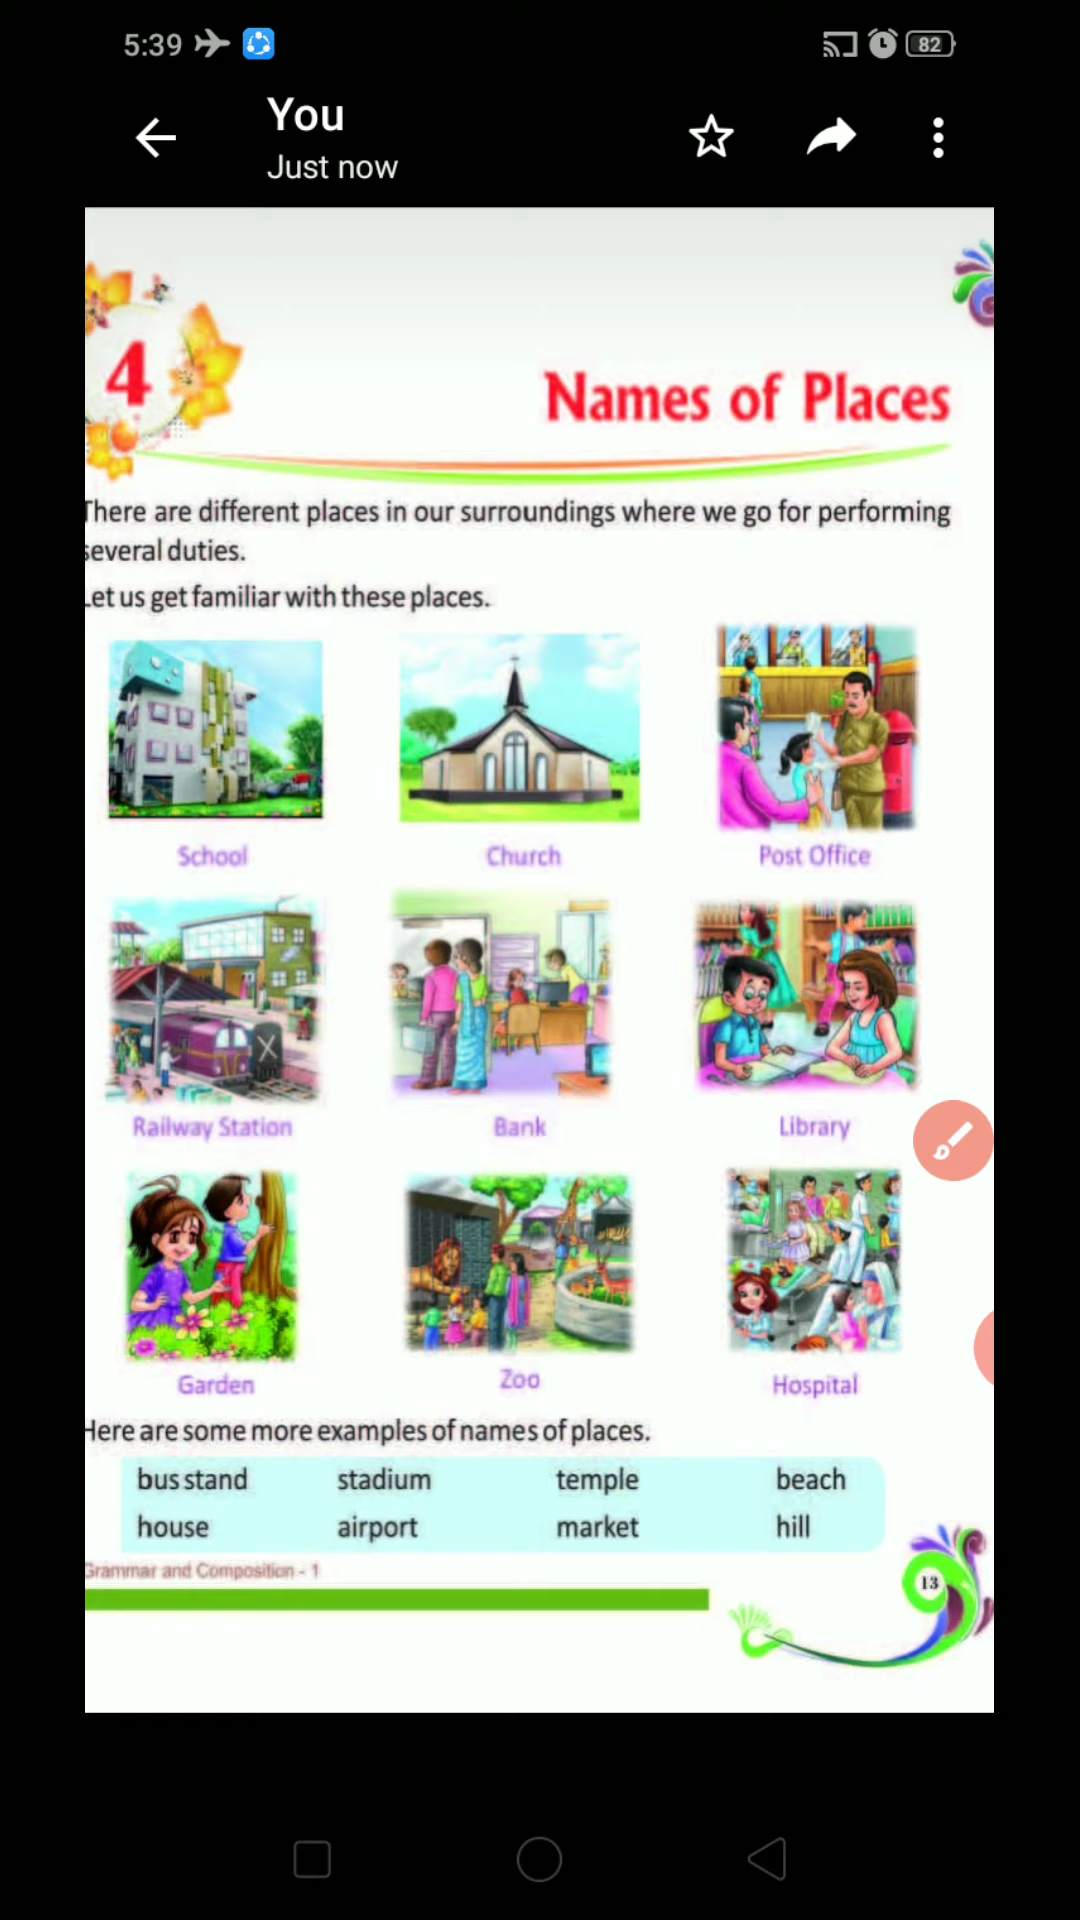 5:39
82
You
Just now
4
Names of Places
There are different places in our surroundings where we go for performing
several duties.
Let us get familiar with these places.
School Church Post Office
Railway Station Bank Library
Garden Zoo Hospital
Here are some more examples of names of places.
bus stand stadium temple beach
house airport market hill
Grammar and Composition - 1
13